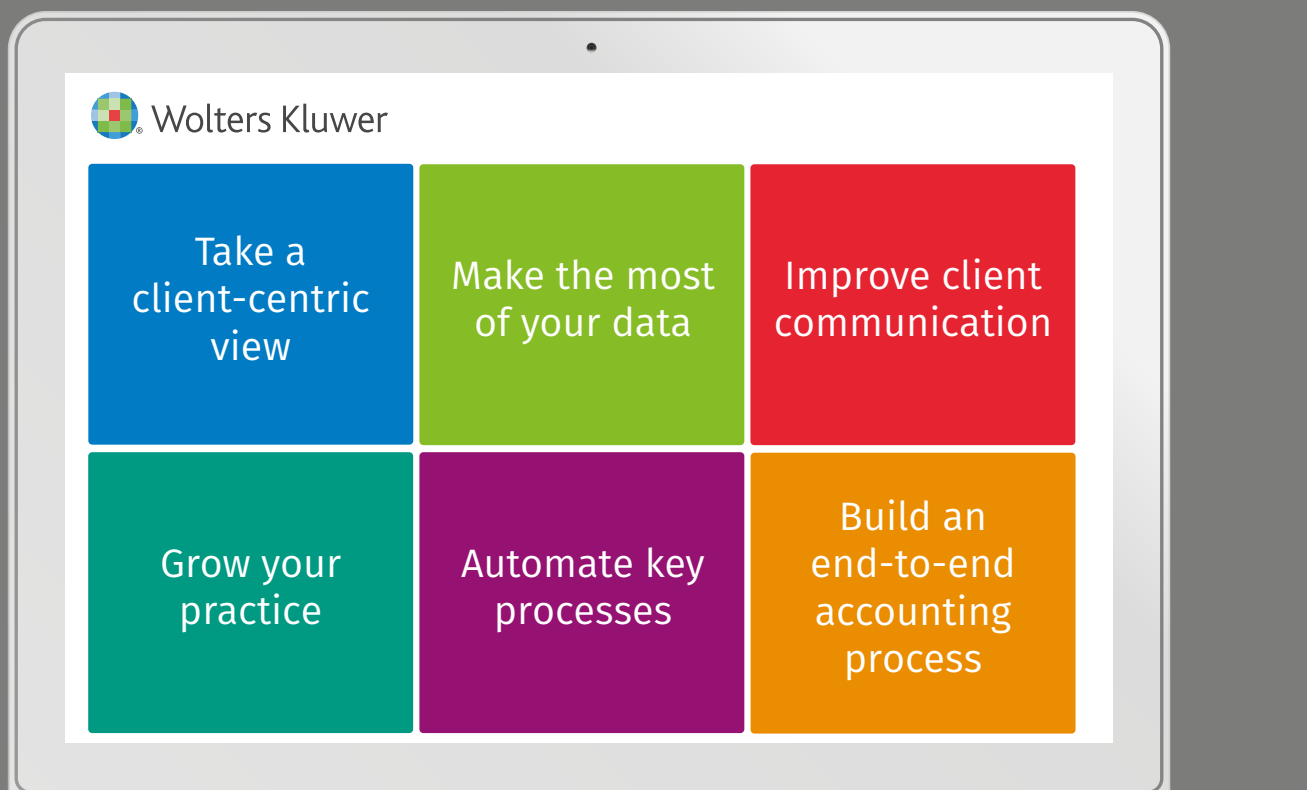 Wolters Kluwer
Take a
client-centric
view
Make the most
of your data
Improve client
communication
Grow your
practice
Automate key
processes
Build an
end-to-end
accounting
process